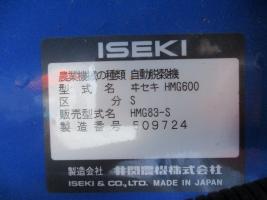 ISEKI
農業機械の種類 自動脱穀機
型式名 ヰセキ HMG600
区分 S
販売型式名 HMG83-S
製造番号 509724
製造会社 井関農機株式会社
ISEKI & CO., LTD. MADE IN JAPAN